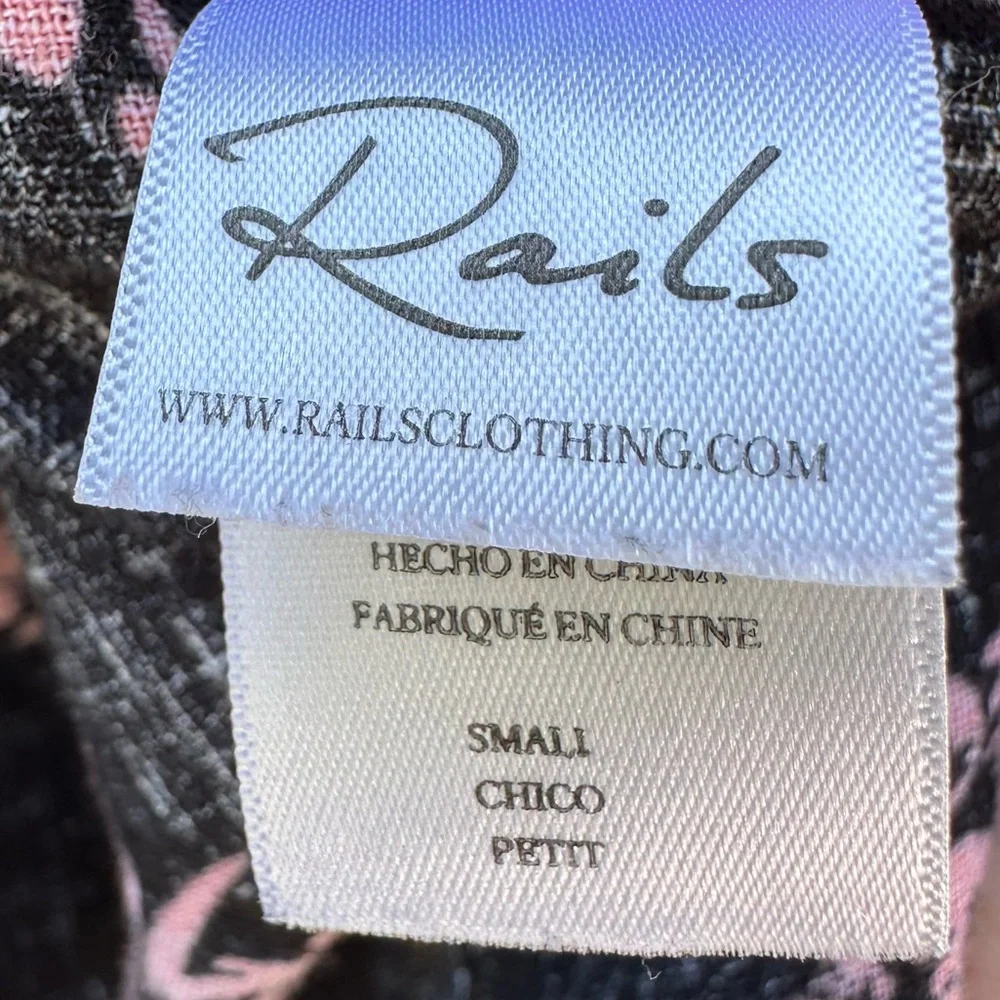 Rails
WWW.RAILSCLOTHING.COM
HECHO EN CHINA
FABRIQUÉ EN CHINE
SMALL
CHICO
PETIT